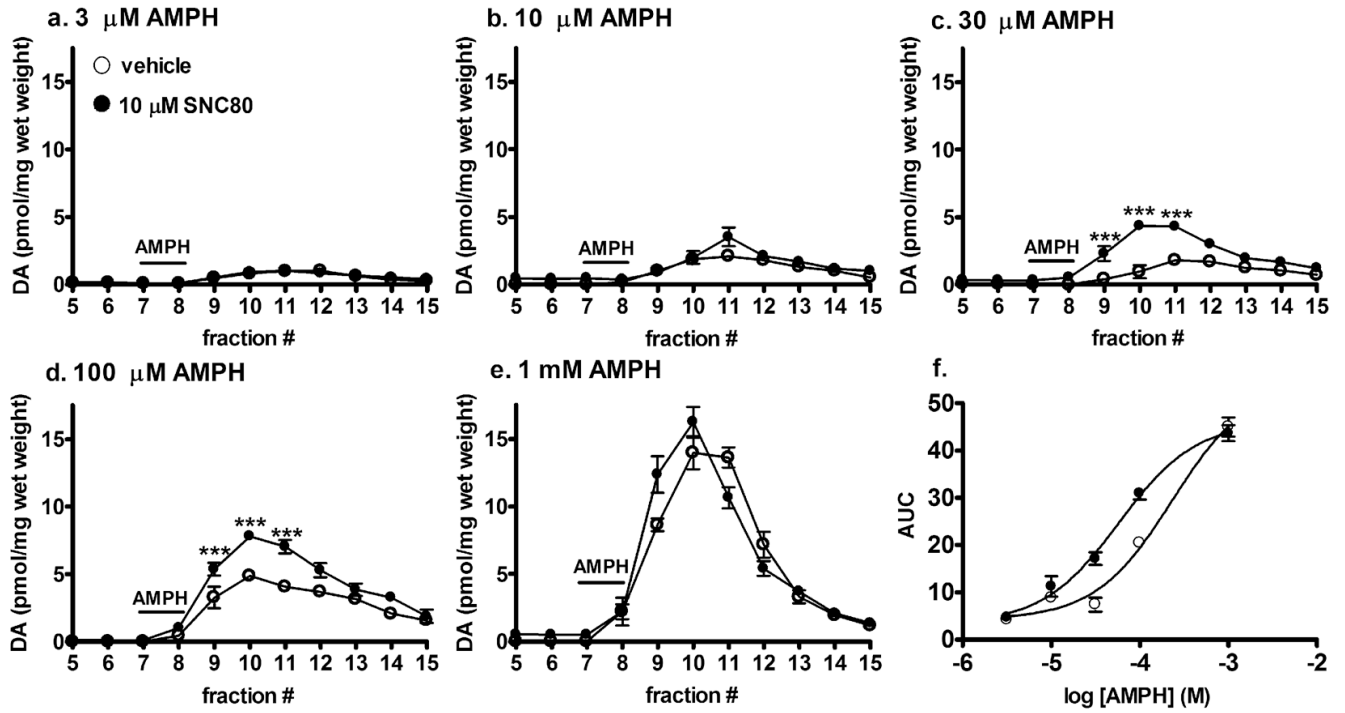 a. 3 μM AMPH
b. 10 μM AMPH
c. 30 μM AMPH
DA (pmol/mg wet weight)
15
10
5
0
vehicle
10 μM SNC80
AMPH
5 6 7 8 9 10 11 12 13 14 15
fraction #
DA (pmol/mg wet weight)
15
10
5
0
AMPH
5 6 7 8 9 10 11 12 13 14 15
fraction #
DA (pmol/mg wet weight)
15
10
5
0
AMPH
*** *** ***
5 6 7 8 9 10 11 12 13 14 15
fraction #
d. 100 μM AMPH
e. 1 mM AMPH
f.
DA (pmol/mg wet weight)
15
10
5
0
AMPH
*** *** ***
5 6 7 8 9 10 11 12 13 14 15
fraction #
DA (pmol/mg wet weight)
15
10
5
0
AMPH
5 6 7 8 9 10 11 12 13 14 15
fraction #
AUC
50
40
30
20
10
0
-6 -5 -4 -3 -2
log [AMPH] (M)